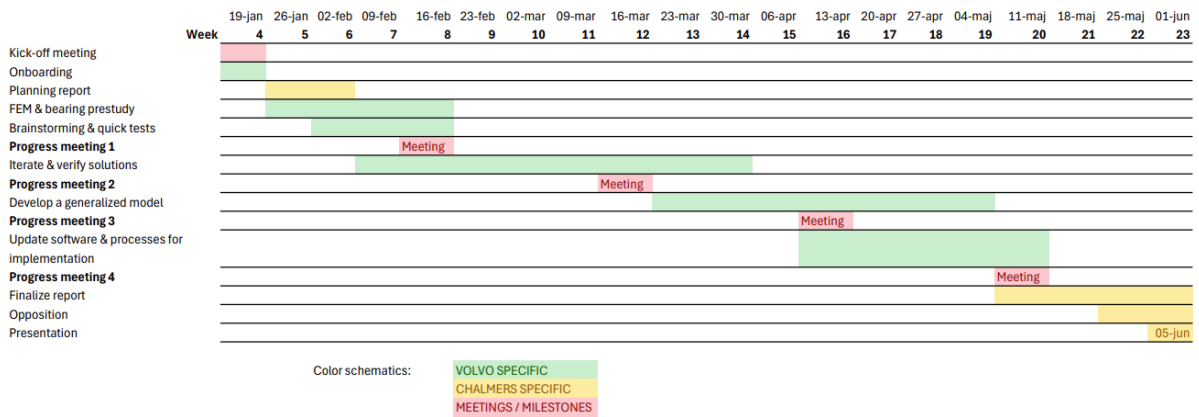 19-jan 26-jan 02-feb 09-feb 16-feb 23-feb 02-mar 09-mar 16-mar 23-mar 30-mar 06-apr 13-apr 20-apr 27-apr 04-maj 11-maj 18-maj 25-maj 01-jun
Week 4 5 6 7 8 9 10 11 12 13 14 15 16 17 18 19 20 21 22 23
Kick-off meeting
Onboarding
Planning report
FEM & bearing prestudy
Brainstorming & quick tests
Progress meeting 1 Meeting
Iterate & verify solutions
Progress meeting 2 Meeting
Develop a generalized model
Progress meeting 3 Meeting
Update software & processes for
implementation
Progress meeting 4 Meeting
Finalize report
Opposition
Presentation 05-jun
Color schematics: VOLVO SPECIFIC
CHALMERS SPECIFIC
MEETINGS / MILESTONES